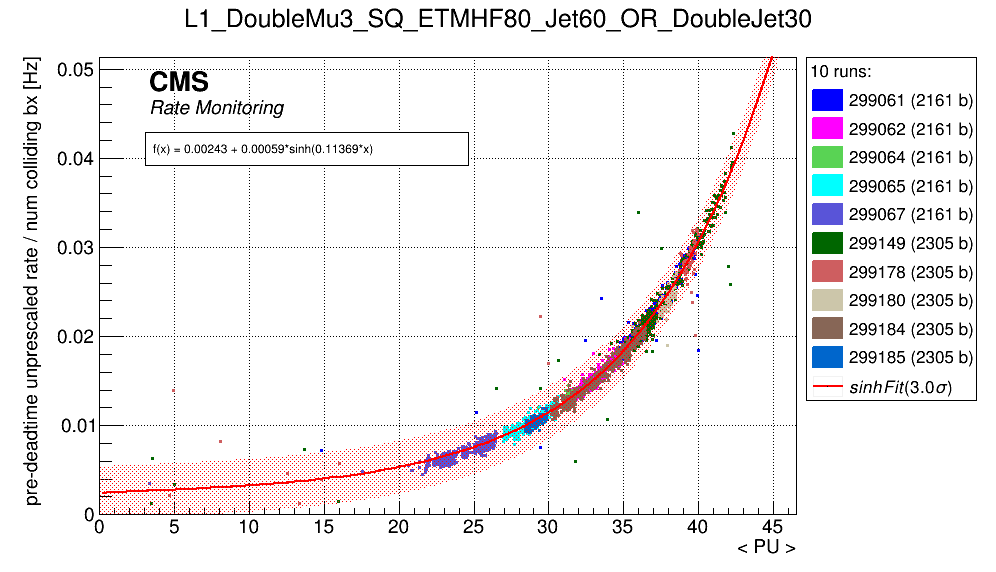 L1_DoubleMu3_SQ_ETMHF80_Jet60_OR_DoubleJet30
pre-deadtime unprescaled rate / num colliding bx [Hz]
0.05
0.04
0.03
0.02
0.01
0
CMS
Rate Monitoring
f(x) = 0.00243 + 0.00059*sinh(0.11369*x)
0 5 10 15 20 25 30 35 40 45
< PU >
10 runs:
299061 (2161 b)
299062 (2161 b)
299064 (2161 b)
299065 (2161 b)
299067 (2161 b)
299149 (2305 b)
299178 (2305 b)
299180 (2305 b)
299184 (2305 b)
299185 (2305 b)
sinhFit(3.0σ)